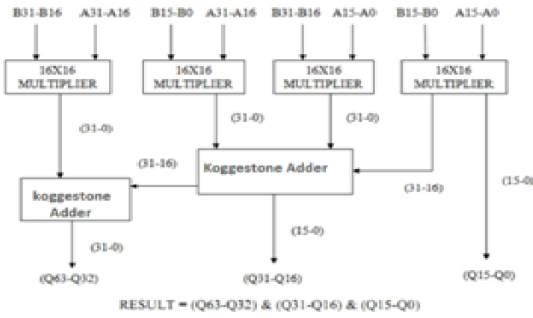 B31-B16 A31-A16 B15-B0 A31-A16 B31-B16 A15-A0 B15-B0 A15-A0
16X16 MULTIPLIER
16X16 MULTIPLIER
16X16 MULTIPLIER
16X16 MULTIPLIER
(31-0)
(31-0)
(31-0)
(31-16)
Koggestone Adder
(31-16)
(15-0)
koggestone
Adder
(31-0)
(15-0)
(Q63-Q32)
(Q31-Q16)
(Q15-Q0)
RESULT = (Q63-Q32) & (Q31-Q16) & (Q15-Q0)